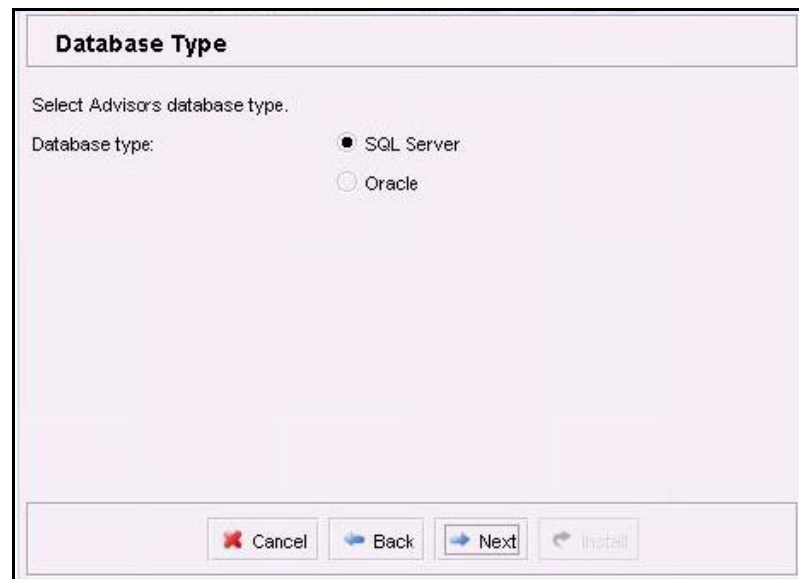 Database Type
Select Advisors database type.
Database type:
SQL Server
Oracle
Cancel
Back
Next
Install